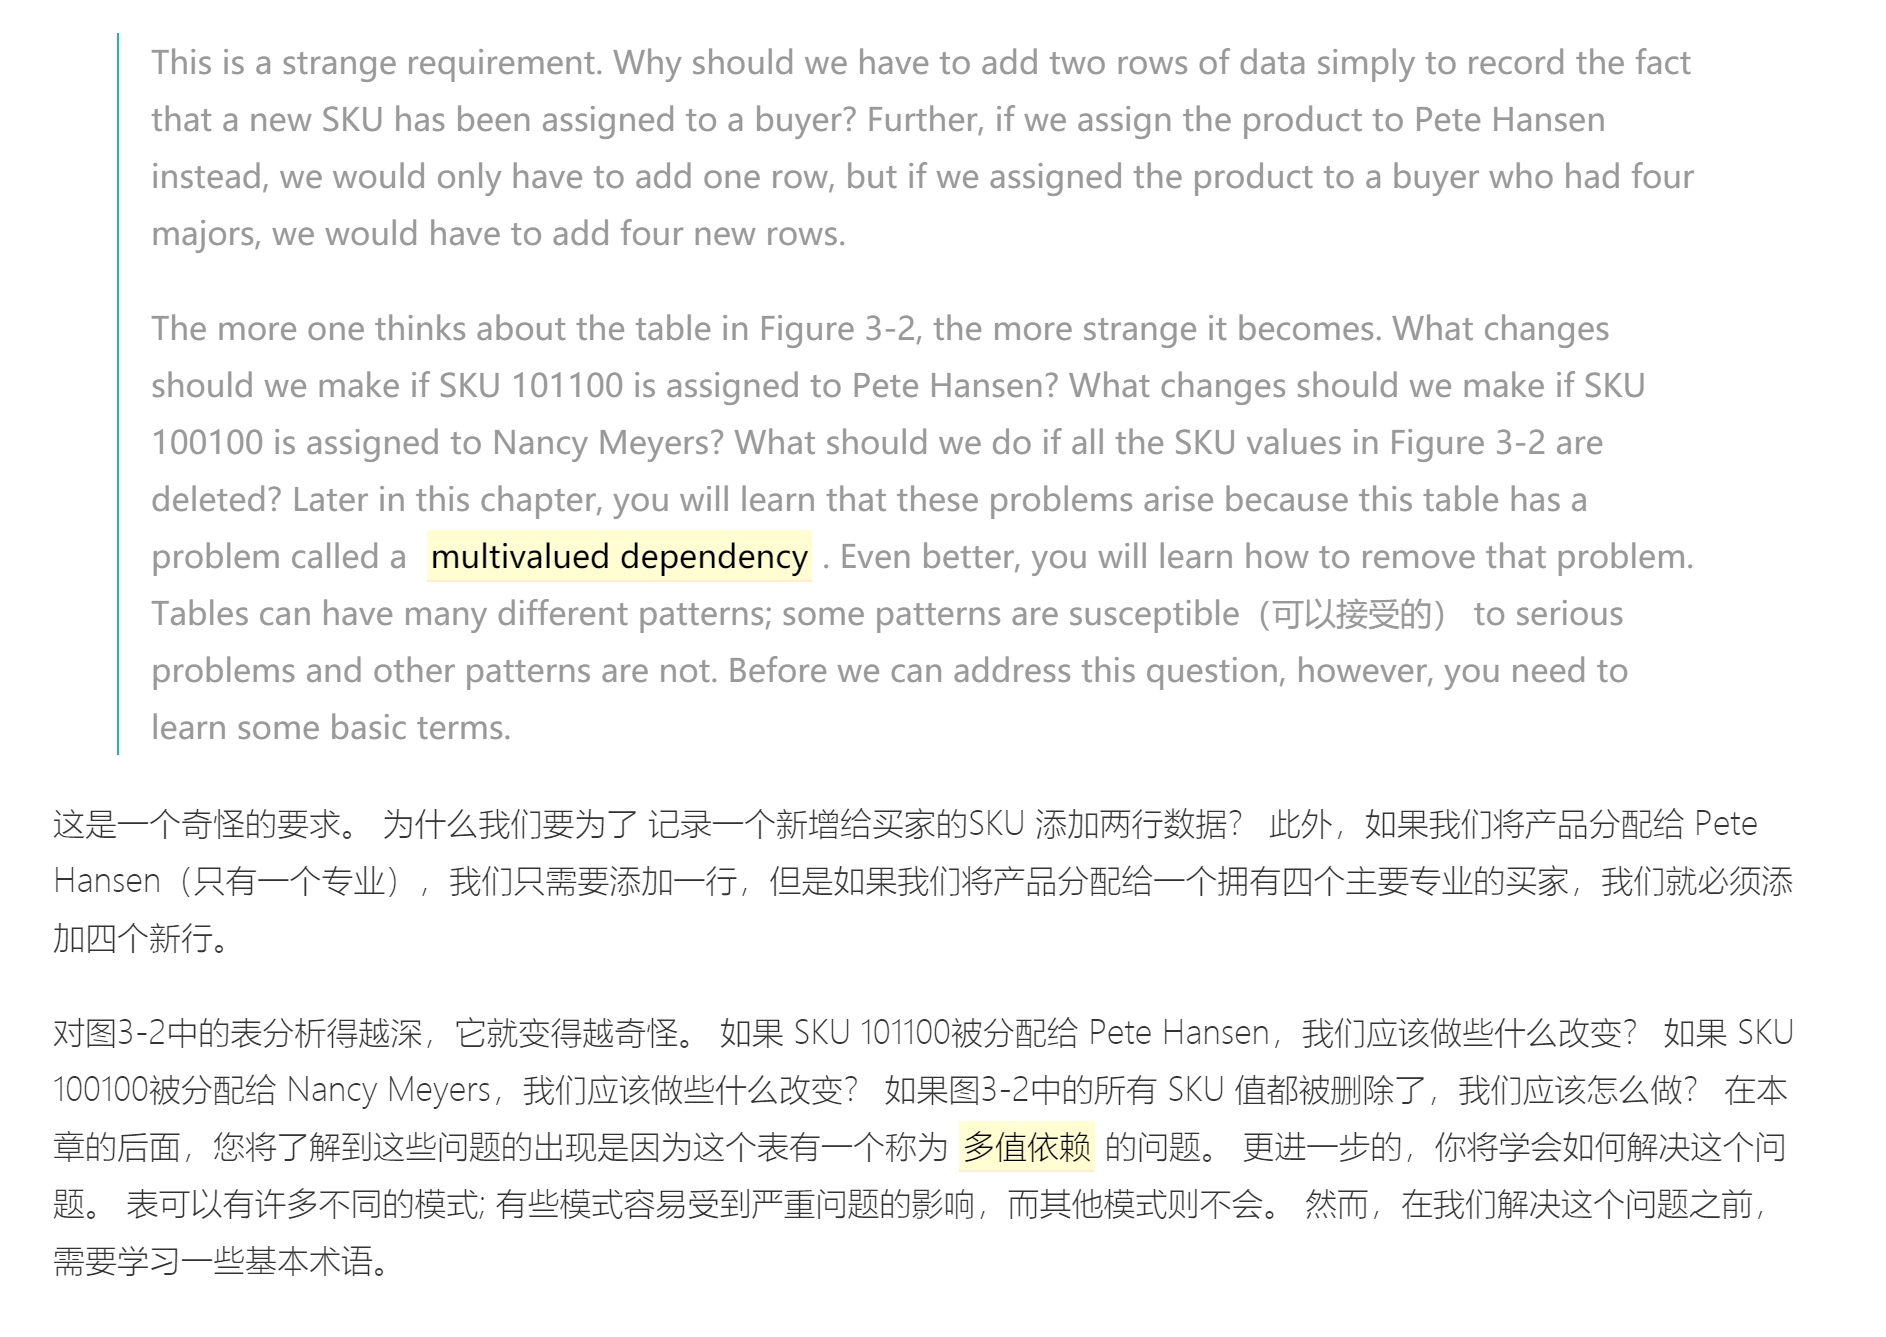 This is a strange requirement. Why should we have to add two rows of data simply to record the fact
that a new SKU has been assigned to a buyer? Further, if we assign the product to Pete Hansen
instead, we would only have to add one row, but if we assigned the product to a buyer who had four
majors, we would have to add four new rows.
The more one thinks about the table in Figure 3-2, the more strange it becomes. What changes
should we make if SKU 101100 is assigned to Pete Hansen? What changes should we make if SKU
100100 is assigned to Nancy Meyers? What should we do if all the SKU values in Figure 3-2 are
deleted? Later in this chapter, you will learn that these problems arise because this table has a
problem called a multivalued dependency . Even better, you will learn how to remove that problem.
Tables can have many different patterns; some patterns are susceptible（可以接受的） to serious
problems and other patterns are not. Before we can address this question, however, you need to
learn some basic terms.
这是一个奇怪的要求。 为什么我们要为了 记录一个新增给买家的SKU 添加两行数据？ 此外，如果我们将产品分配给 Pete
Hansen（只有一个专业），我们只需要添加一行，但是如果我们将产品分配给一个拥有四个主要专业的买家，我们就必须添
加四个新行。
对图3-2中的表分析得越深，它就变得越奇怪。 如果 SKU 101100被分配给 Pete Hansen，我们应该做些什么改变？ 如果 SKU
100100被分配给 Nancy Meyers，我们应该做些什么改变？ 如果图3-2中的所有 SKU 值都被删除了，我们应该怎么做？ 在本
章的后面，您将了解到这些问题的出现是因为这个表有一个称为 多值依赖 的问题。 更进一步的，你将学会如何解决这个问
题。 表可以有许多不同的模式; 有些模式容易受到严重问题的影响，而其他模式则不会。 然而，在我们解决这个问题之前，
需要学习一些基本术语。